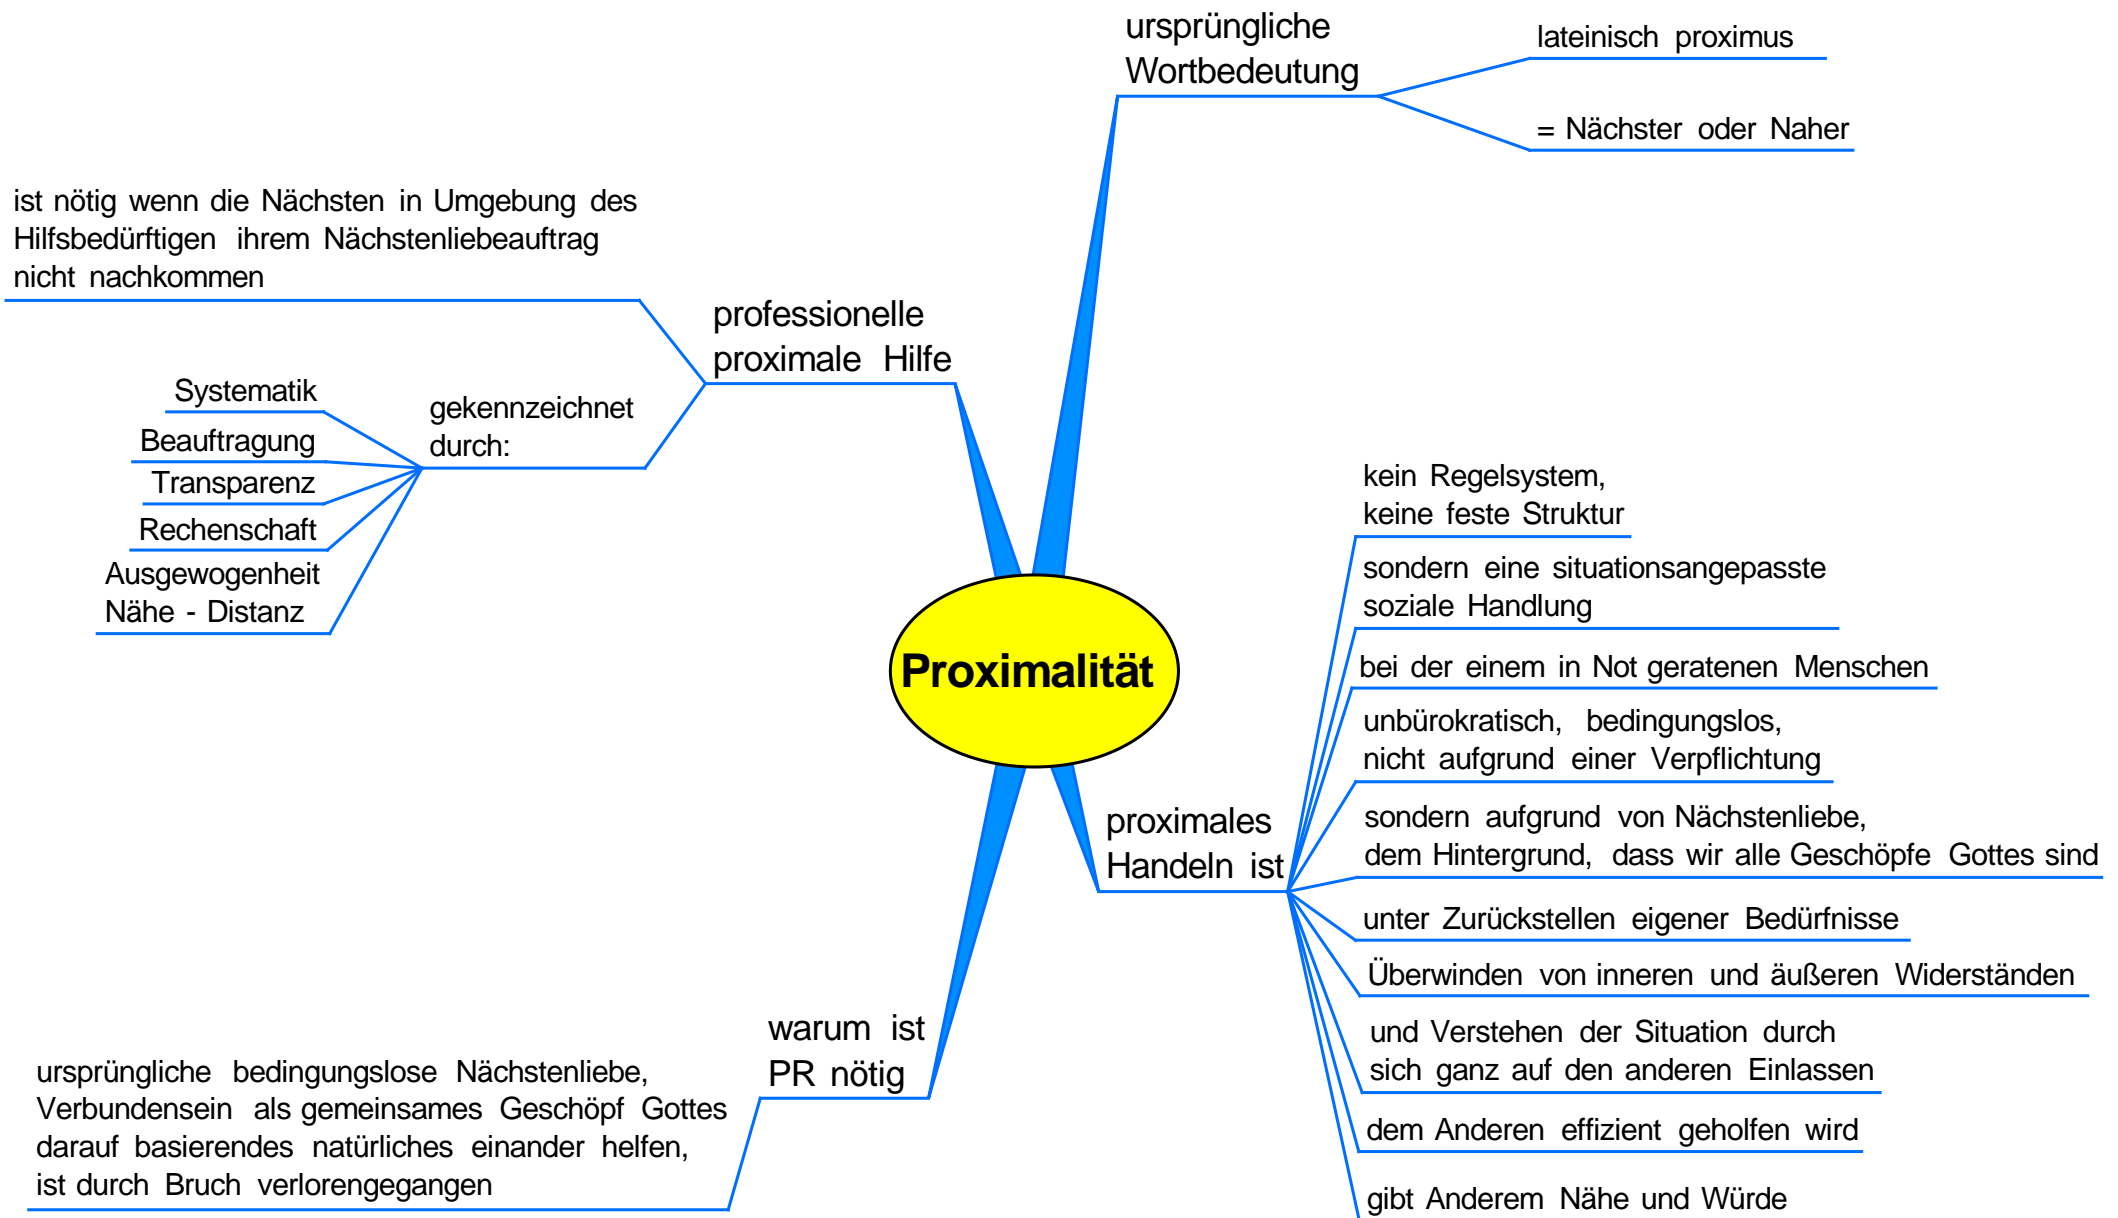 ursprüngliche
Wortbedeutung
lateinisch proximus
= Nächster oder Naher
ist nötig wenn die Nächsten in Umgebung des
Hilfsbedürftigen ihrem Nächstenliebeauftrag
nicht nachkommen
professionelle
proximale Hilfe
gekennzeichnet
durch:
Systematik
Beauftragung
Transparenz
Rechenschaft
Ausgewogenheit
Nähe - Distanz
Proximalität
proximales
Handeln ist
kein Regelsystem,
keine feste Struktur
sondern eine situationsangepasste
soziale Handlung
bei der einem in Not geratenen Menschen
unbürokratisch, bedingungslos,
nicht aufgrund einer Verpflichtung
sondern aufgrund von Nächstenliebe,
dem Hintergrund, dass wir alle Geschöpfe Gottes sind
unter Zurückstellen eigener Bedürfnisse
Überwinden von inneren und äußeren Widerständen
und Verstehen der Situation durch
sich ganz auf den anderen Einlassen
dem Anderen effizient geholfen wird
gibt Anderem Nähe und Würde
warum ist
PR nötig
ursprüngliche bedingungslose Nächstenliebe,
Verbundensein als gemeinsames Geschöpf Gottes
darauf basierendes natürliches einander helfen,
ist durch Bruch verlorengegangen